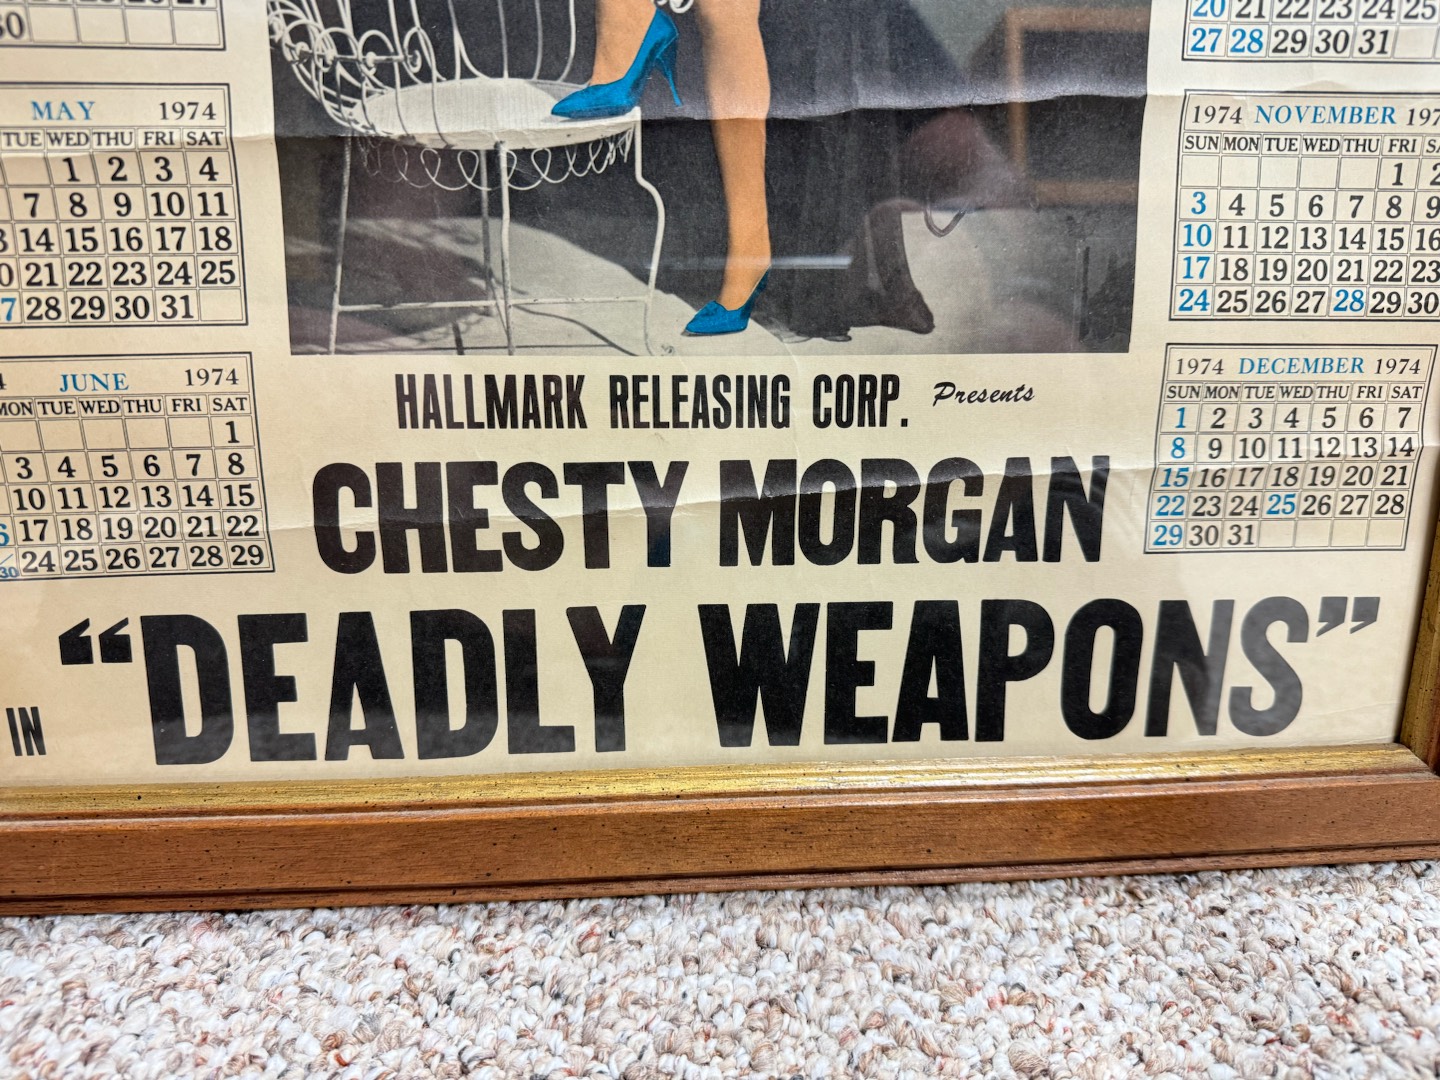 30
MAY 1974
TUE WED THU FRI SAT
1 2 3 4
7 8 9 10 11
14 15 16 17 18
21 22 23 24 25
28 29 30 31
JUNE 1974
MON TUE WED THU FRI SAT
1
3 4 5 6 7 8
10 11 12 13 14 15
17 18 19 20 21 22
30 24 25 26 27 28 29
20 21 22 23 24 25
27 28 29 30 31
1974 NOVEMBER 197
SUN MON TUE WED THU FRI SA
1 2
3 4 5 6 7 8 9
10 11 12 13 14 15 16
17 18 19 20 21 22 23
24 25 26 27 28 29 30
1974 DECEMBER 1974
SUN MON TUE WED THU FRI SAT
1 2 3 4 5 6 7
8 9 10 11 12 13 14
15 16 17 18 19 20 21
22 23 24 25 26 27 28
29 30 31
HALLMARK RELEASING CORP. Presents
CHESTY MORGAN
IN "DEADLY WEAPONS"